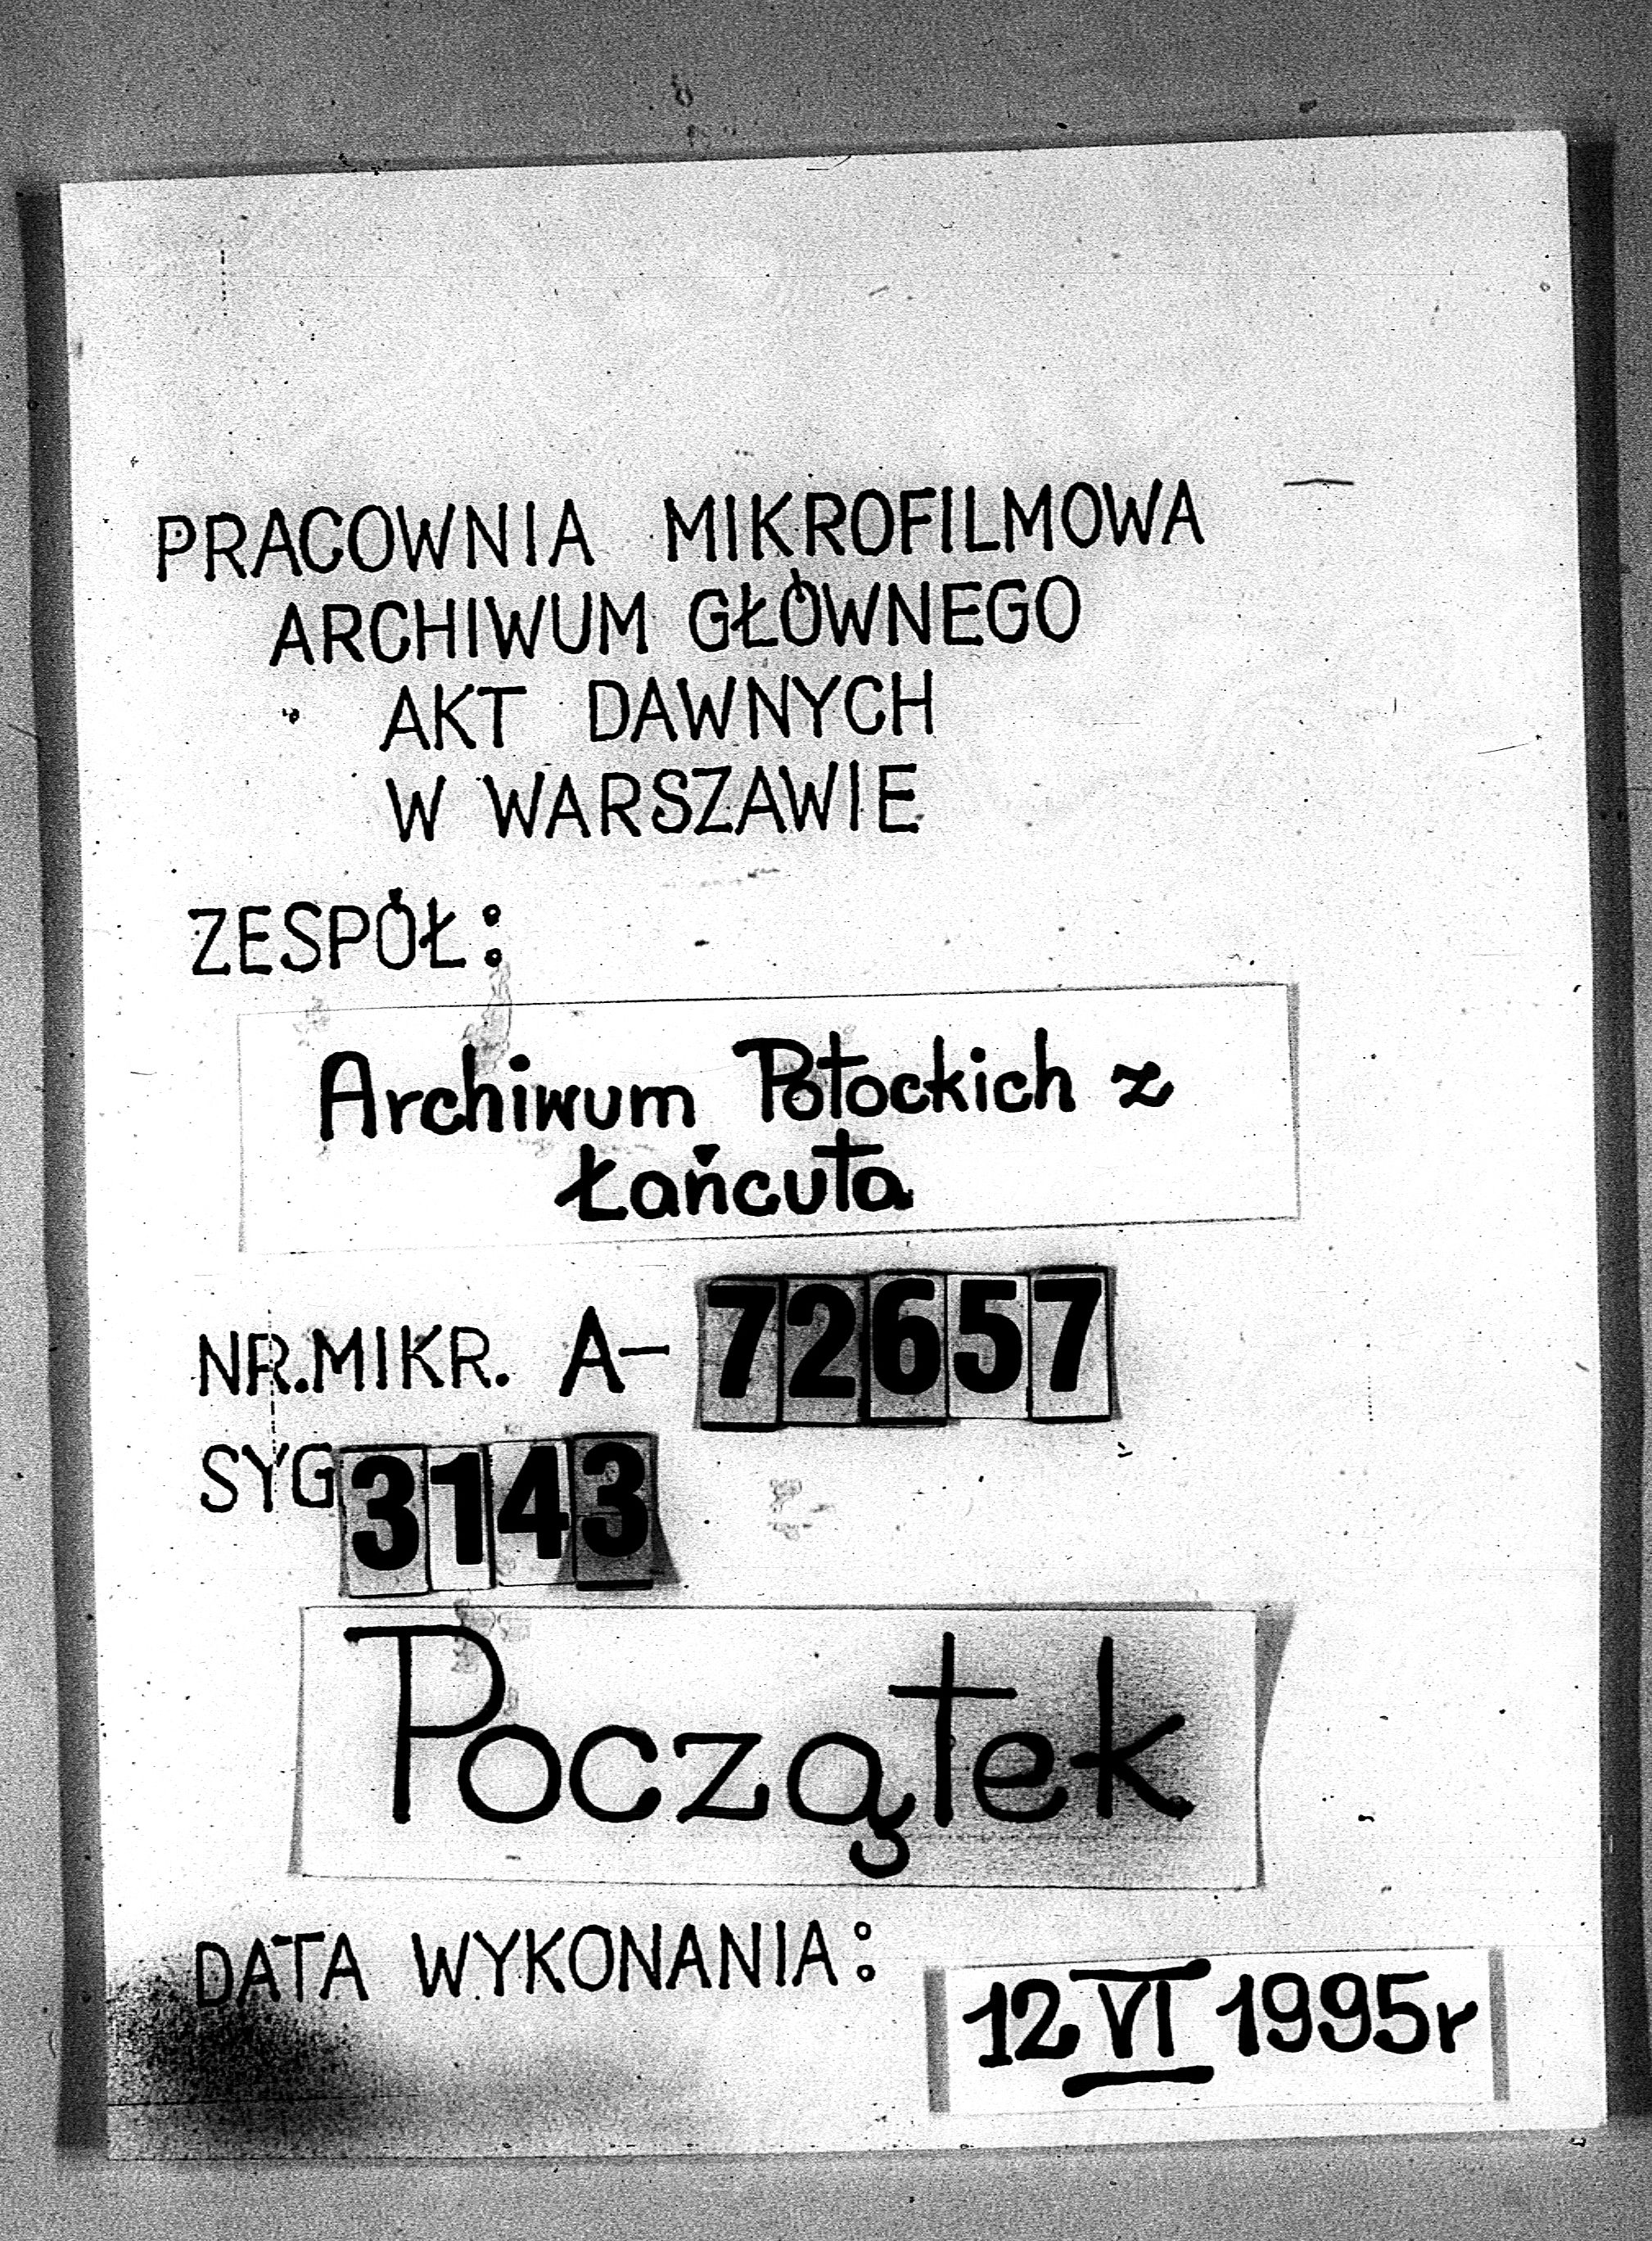 PRACOWNIA MIKROFILMOWA
ARCHIWUM GŁÓWNEGO
AKT DAWNYCH
W WARSZAWIE
ZESPÓŁ:
Archiwum Potockich z
Łańcuta
NR.MIKR. A- 72657
SYG 3143
Początek
DATA WYKONANIA:
12 VI 1995r